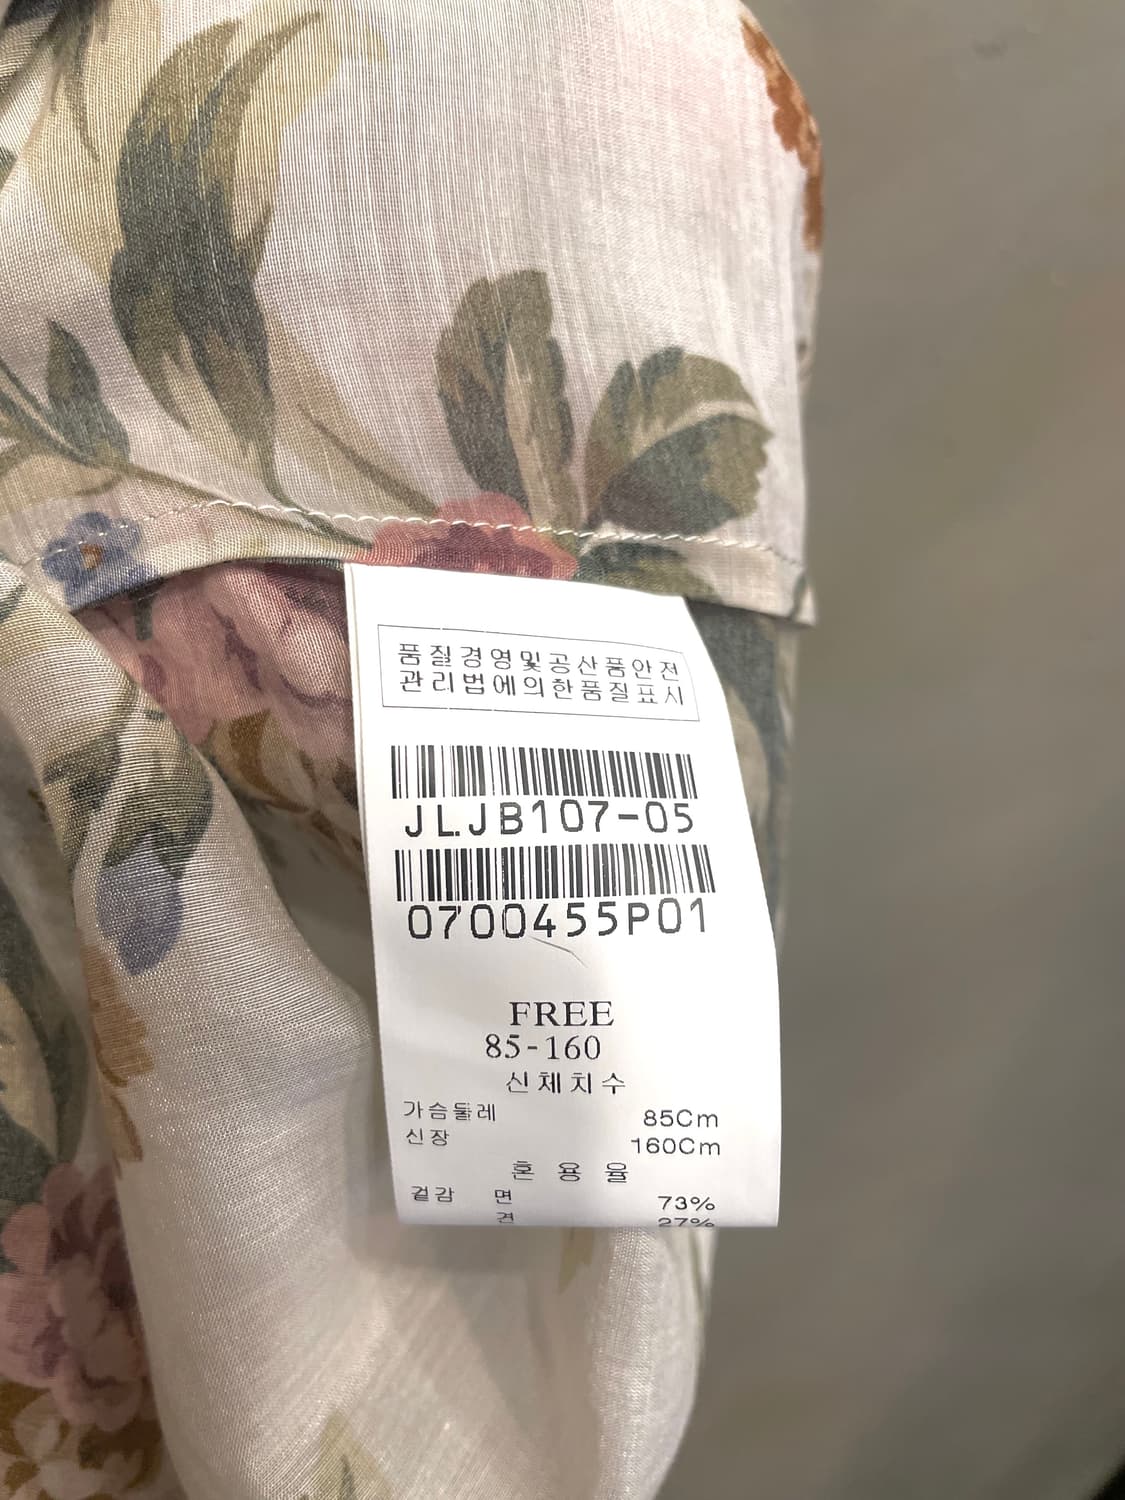 품질경영및공산품안전
관리법에의한품질표시
JLJB107-05
0700455P01
FREE
85-160
신체치수
가슴둘레 85Cm
신장 160Cm
혼용율
겉감 면 73%
견 27%